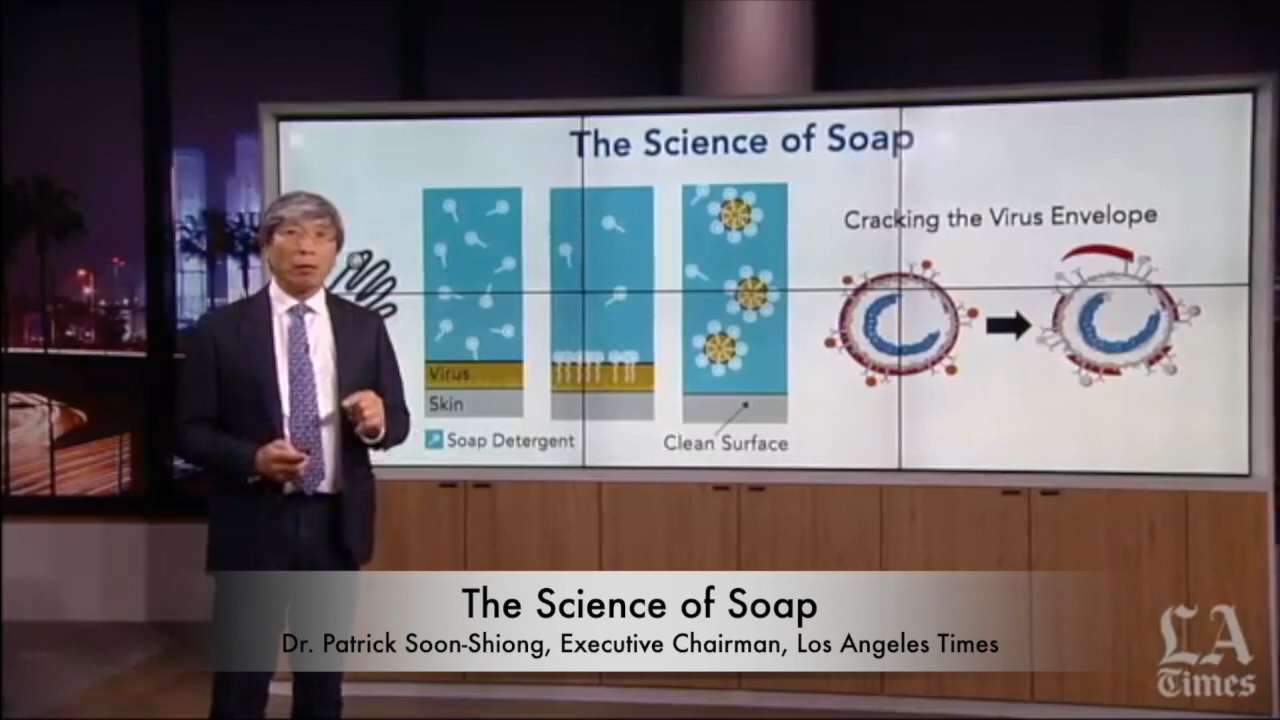 The Science of Soap
Cracking the Virus Envelope
Virus
Skin
Soap Detergent
Clean Surface
The Science of Soap
Dr. Patrick Soon-Shiong, Executive Chairman, Los Angeles Times
LA
Times